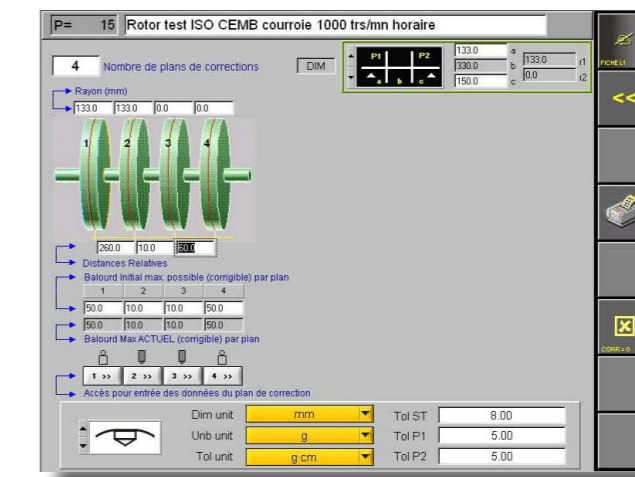 P= 15 Rotor test ISO CEMB courroie 1000 trs/mn horaire
4 Nombre de plans de corrections DIM
P1 P2
a b c
133.0 a
330.0 b 133.0 r1
150.0 c 0.0 r2
FICHE L1
<<
Rayon (mm)
133.0 133.0 0.0 0.0
1 2 3 4
260.0 10.0 60.0
Distances Relatives
Balourd Initial max. possible (corrigible) par plan
1 2 3 4
50.0 10.0 10.0 50.0
50.0 10.0 10.0 50.0
Balourd Max ACTUEL (corrigible) par plan
1 >> 2 >> 3 >> 4 >>
Accès pour entrée des données du plan de correction
CORR = 0
Dim unit mm Tol ST 8.00
Unb unit g Tol P1 5.00
Tol unit g·cm Tol P2 5.00